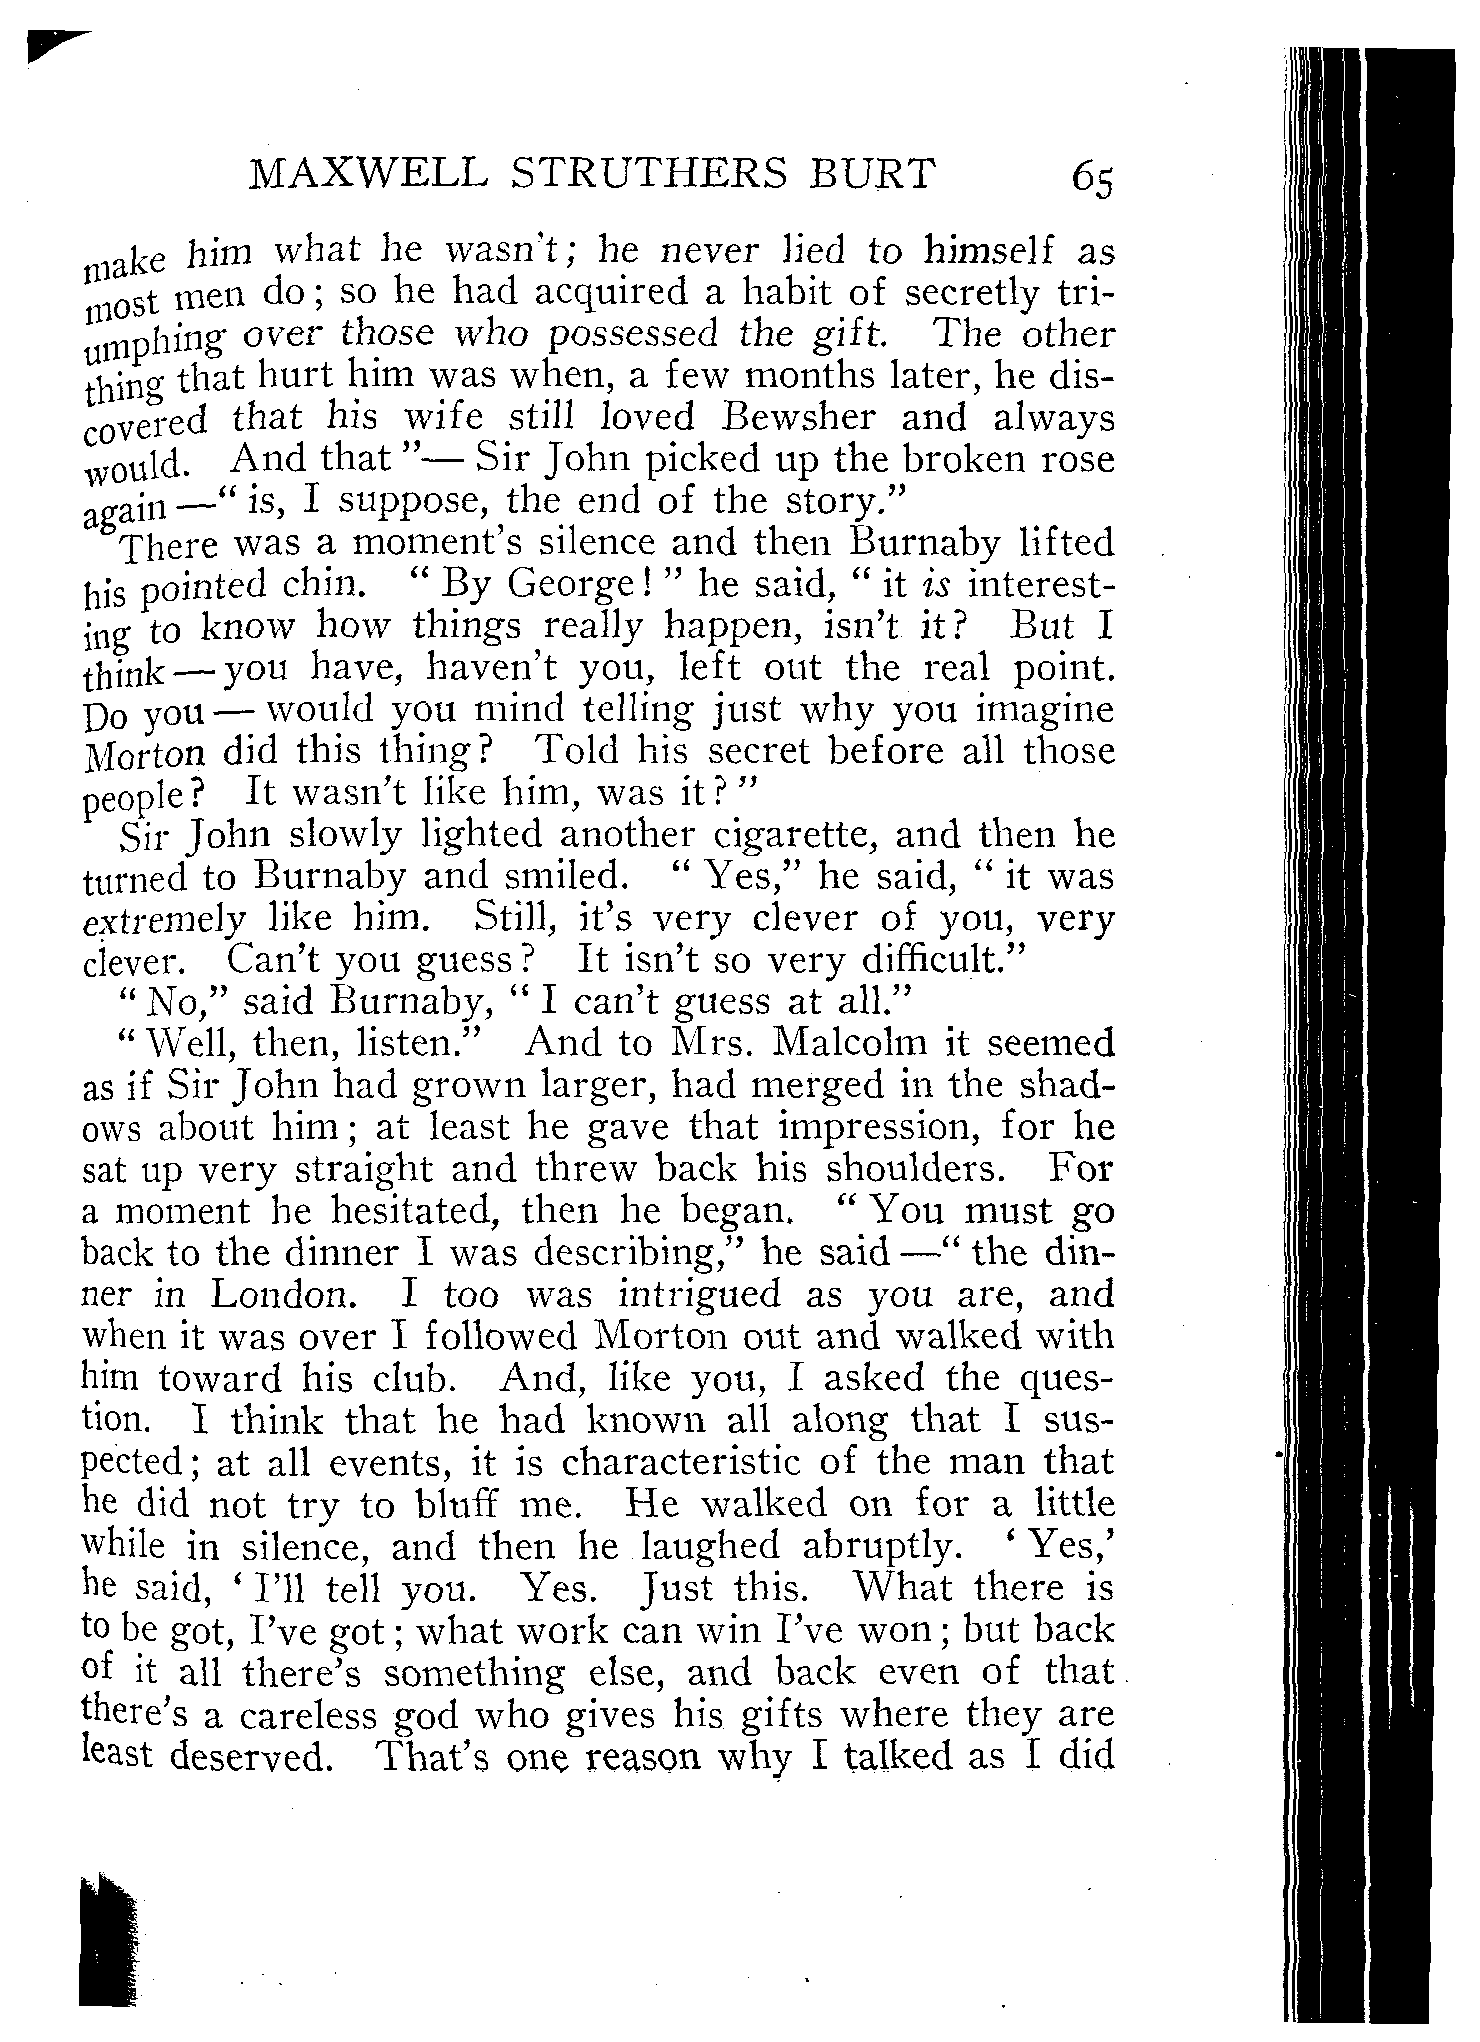 MAXWELL STRUTHERS BURT 65
make him what he wasn't; he never lied to himself as
most men do; so he had acquired a habit of secretly tri-
umphing over those who possessed the gift. The other
thing that hurt him was when, a few months later, he dis-
covered that his wife still loved Bewsher and always
would. And that "— Sir John picked up the broken rose
again —" is, I suppose, the end of the story."
There was a moment's silence and then Burnaby lifted
his pointed chin. " By George! " he said, " it is interest-
ing to know how things really happen, isn't it? But I
think — you have, haven't you, left out the real point.
Do you — would you mind telling just why you imagine
Morton did this thing? Told his secret before all those
people? It wasn't like him, was it? "
Sir John slowly lighted another cigarette, and then he
turned to Burnaby and smiled. " Yes," he said, " it was
extremely like him. Still, it's very clever of you, very
clever. Can't you guess? It isn't so very difficult."
" No," said Burnaby, " I can't guess at all."
" Well, then, listen." And to Mrs. Malcolm it seemed
as if Sir John had grown larger, had merged in the shad-
ows about him; at least he gave that impression, for he
sat up very straight and threw back his shoulders. For
a moment he hesitated, then he began. " You must go
back to the dinner I was describing," he said —" the din-
ner in London. I too was intrigued as you are, and
when it was over I followed Morton out and walked with
him toward his club. And, like you, I asked the ques-
tion. I think that he had known all along that I sus-
pected; at all events, it is characteristic of the man that
he did not try to bluff me. He walked on for a little
while in silence, and then he laughed abruptly. ' Yes,'
he said, ' I'll tell you. Yes. Just this. What there is
to be got, I've got; what work can win I've won; but back
of it all there's something else, and back even of that
there's a careless god who gives his gifts where they are
least deserved. That's one reason why I talked as I did